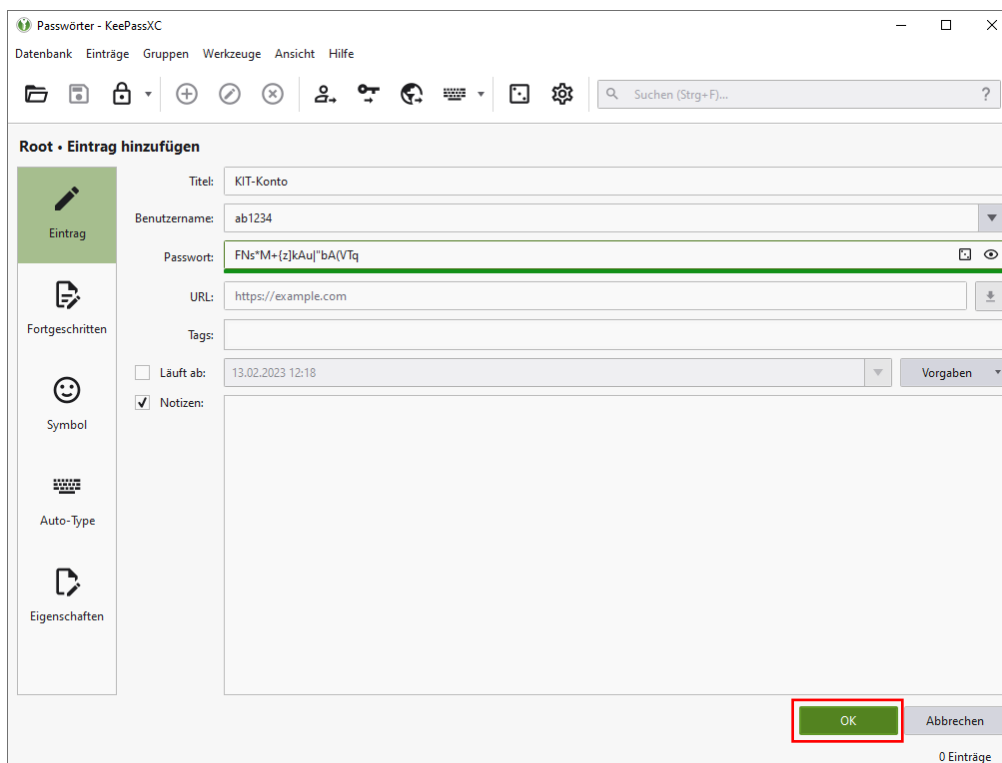 Passwörter - KeePassXC
Datenbank Einträge Gruppen Werkzeuge Ansicht Hilfe
Suchen (Strg+F)... ?
Root • Eintrag hinzufügen
Eintrag
Fortgeschritten
Symbol
Auto-Type
Eigenschaften
Titel: KIT-Konto
Benutzername: ab1234
Passwort: FNs*M+{z]kAu|"bA(VTq
URL: https://example.com
Tags:
Läuft ab: 13.02.2023 12:18 Vorgaben
Notizen:
OK Abbrechen
0 Einträge